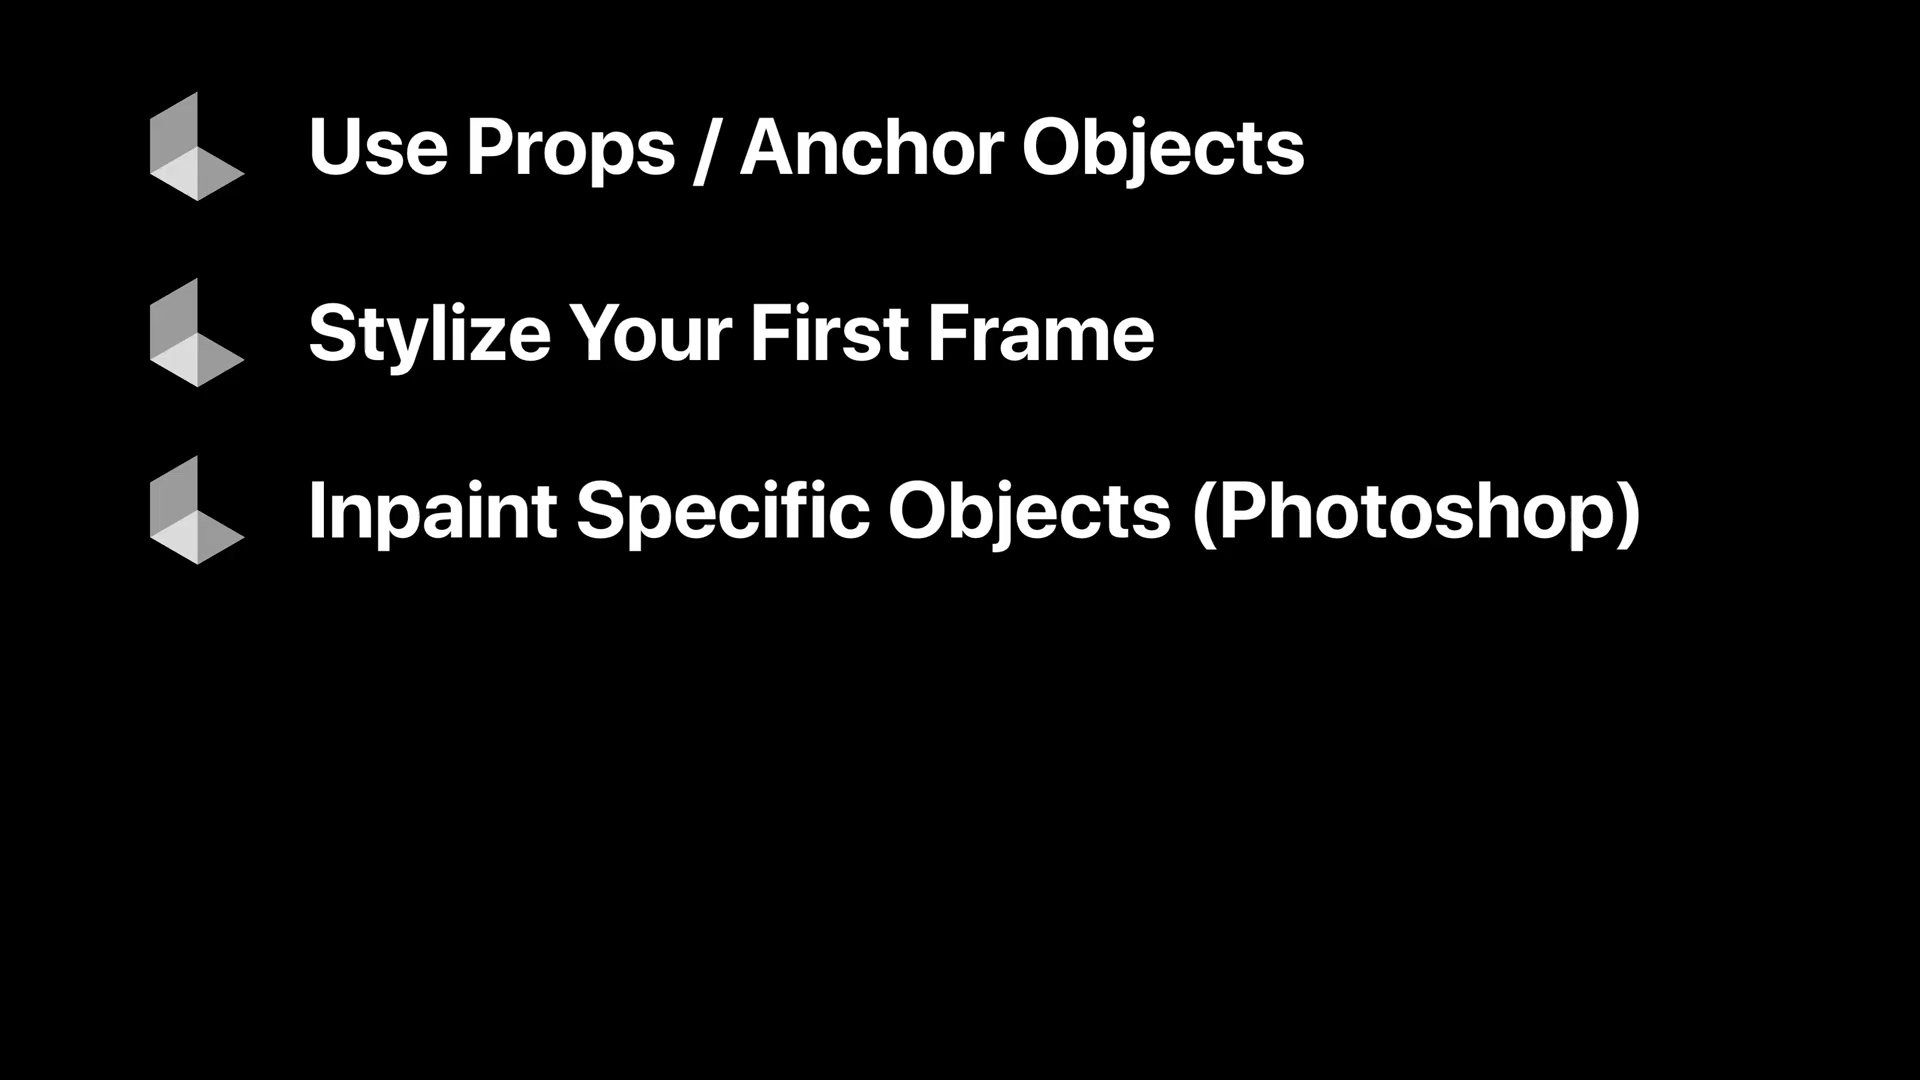 Use Props / Anchor Objects
Stylize Your First Frame
Inpaint Specific Objects (Photoshop)